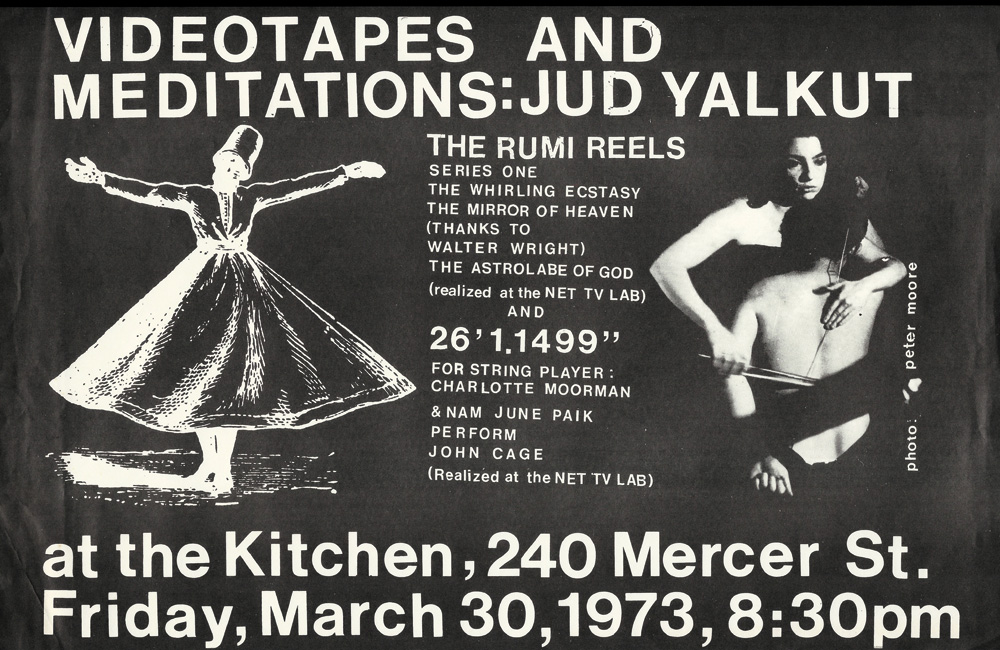 VIDEOTAPES AND
MEDITATIONS: JUD YALKUT
THE RUMI REELS
SERIES ONE
THE WHIRLING ECSTASY
THE MIRROR OF HEAVEN
(THANKS TO
WALTER WRIGHT)
THE ASTROLABE OF GOD
(realized at the NET TV LAB)
AND
26'1.1499"
FOR STRING PLAYER:
CHARLOTTE MOORMAN
& NAM JUNE PAIK
PERFORM
JOHN CAGE
(Realized at the NET TV LAB)
photo: peter moore
at the Kitchen, 240 Mercer St.
Friday, March 30, 1973, 8:30pm